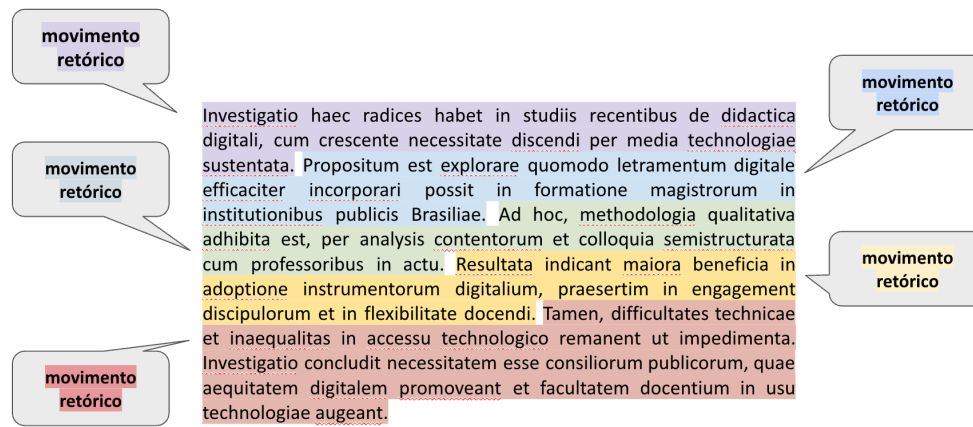 movimento
retórico
movimento
retórico
movimento
retórico
Investigatio haec radices habet in studiis recentibus de didactica
digitali, cum crescente necessitate discendi per media technologiae
sustentata. Propositum est explorare quomodo letramentum digitale
efficaciter incorporari possit in formatione magistrorum in
institutionibus publicis Brasiliae. Ad hoc, methodologia qualitativa
adhibita est, per analysis contentorum et colloquia semistructurata
cum professoribus in actu. Resultata indicant maiora beneficia in
adoptione instrumentorum digitalium, praesertim in engagement
discipulorum et in flexibilitate docendi. Tamen, difficultates technicae
et inaequalitas in accessu technologico remanent ut impedimenta.
Investigatio concludit necessitatem esse consiliorum publicorum, quae
aequitatem digitalem promoveant et facultatem docentium in usu
technologiae augeant.
movimento
retórico
movimento
retórico